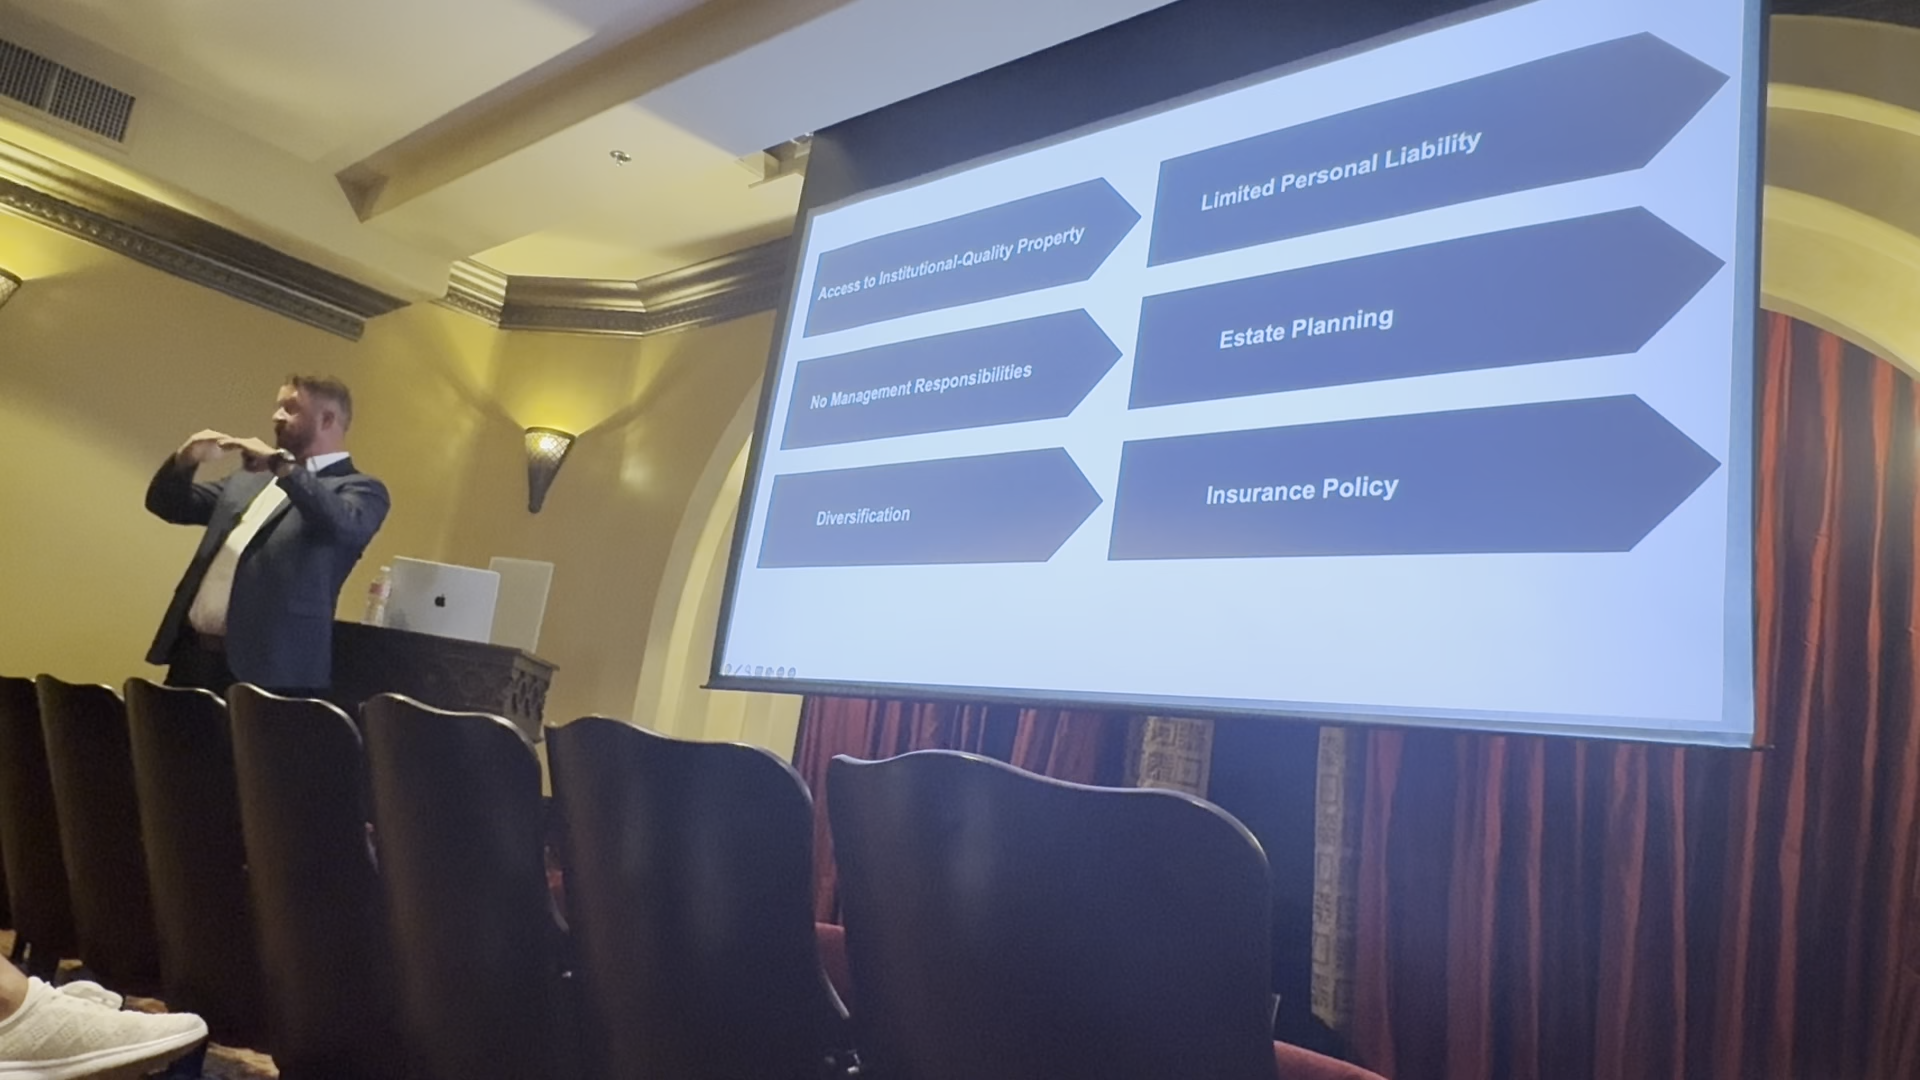 Access to Institutional-Quality Property
No Management Responsibilities
Diversification
Limited Personal Liability
Estate Planning
Insurance Policy